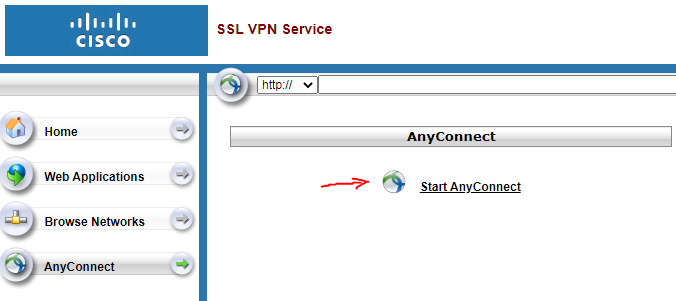 CISCO
SSL VPN Service
http://
Home
Web Applications
Browse Networks
AnyConnect
AnyConnect
Start AnyConnect